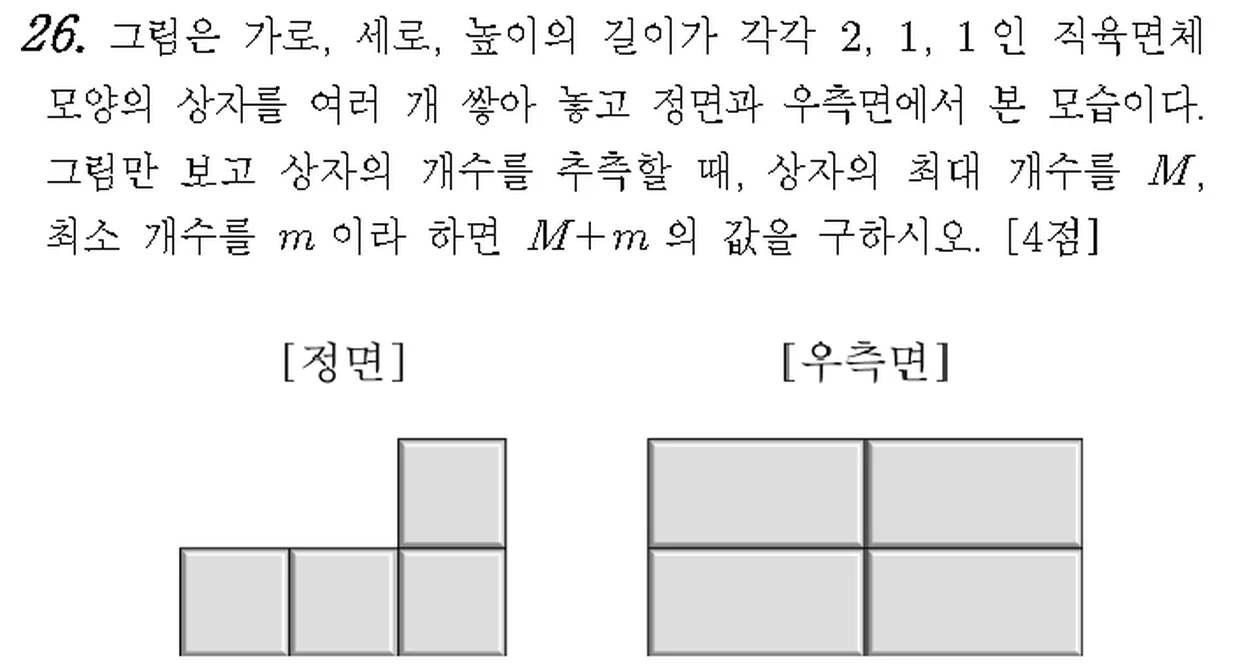 26. 그림은 가로, 세로, 높이의 길이가 각각 2, 1, 1 인 직육면체
모양의 상자를 여러 개 쌓아 놓고 정면과 우측면에서 본 모습이다.
그림만 보고 상자의 개수를 추측할 때, 상자의 최대 개수를 M,
최소 개수를 m 이라 하면 M+m 의 값을 구하시오. [4점]
[정면] [우측면]